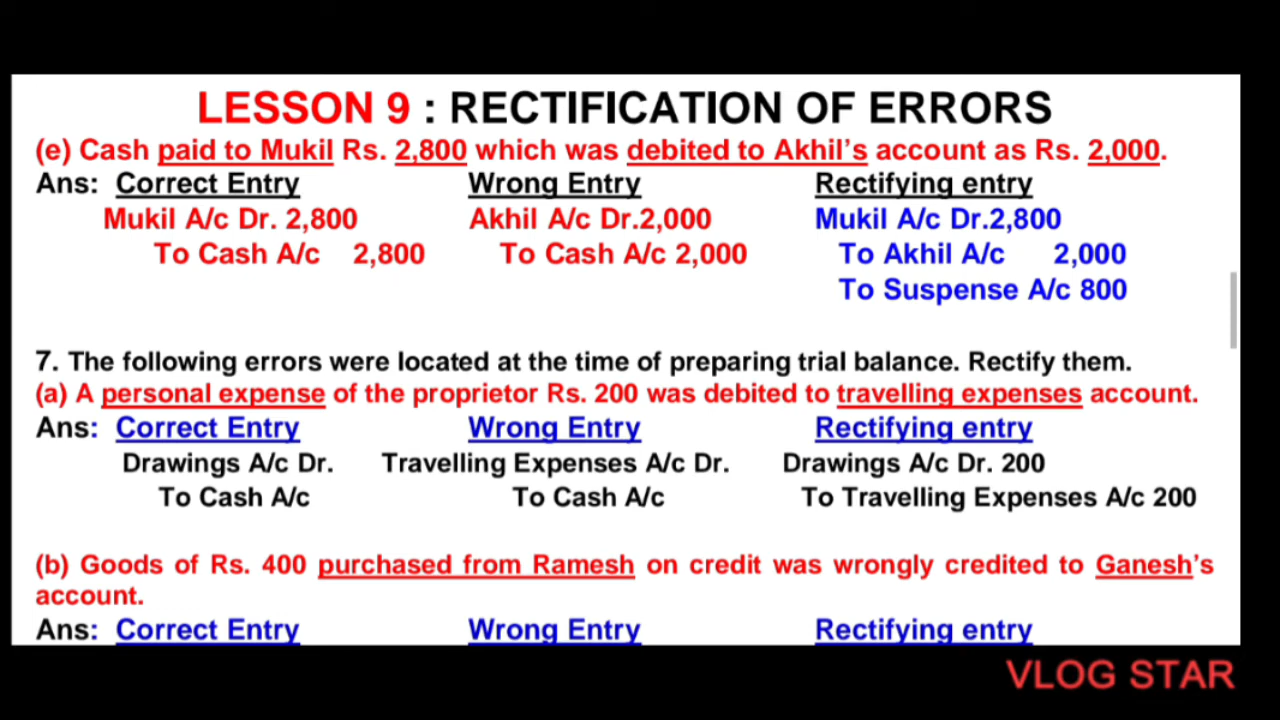 LESSON 9 : RECTIFICATION OF ERRORS
(e) Cash paid to Mukil Rs. 2,800 which was debited to Akhil's account as Rs. 2,000.
Ans: Correct Entry Wrong Entry Rectifying entry
Mukil A/c Dr. 2,800 Akhil A/c Dr.2,000 Mukil A/c Dr.2,800
To Cash A/c 2,800 To Cash A/c 2,000 To Akhil A/c 2,000
To Suspense A/c 800
7. The following errors were located at the time of preparing trial balance. Rectify them.
(a) A personal expense of the proprietor Rs. 200 was debited to travelling expenses account.
Ans: Correct Entry Wrong Entry Rectifying entry
Drawings A/c Dr. Travelling Expenses A/c Dr. Drawings A/c Dr. 200
To Cash A/c To Cash A/c To Travelling Expenses A/c 200
(b) Goods of Rs. 400 purchased from Ramesh on credit was wrongly credited to Ganesh's
account.
Ans: Correct Entry Wrong Entry Rectifying entry
VLOG STAR